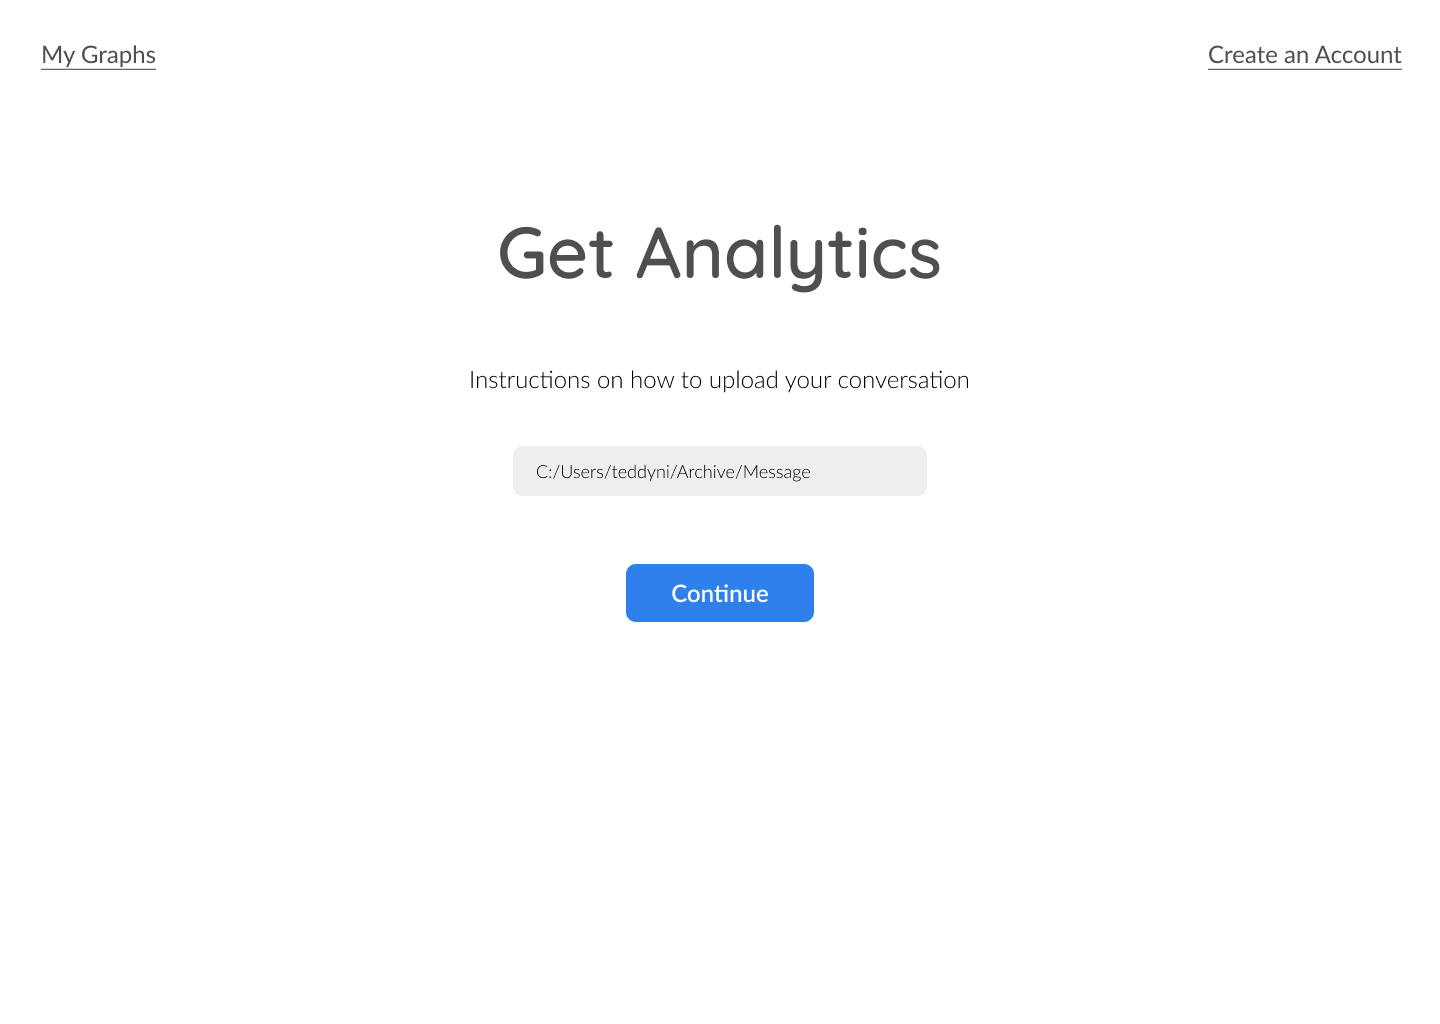 My Graphs
Create an Account
Get Analytics
Instructions on how to upload your conversation
C:/Users/teddyni/Archive/Message
Continue